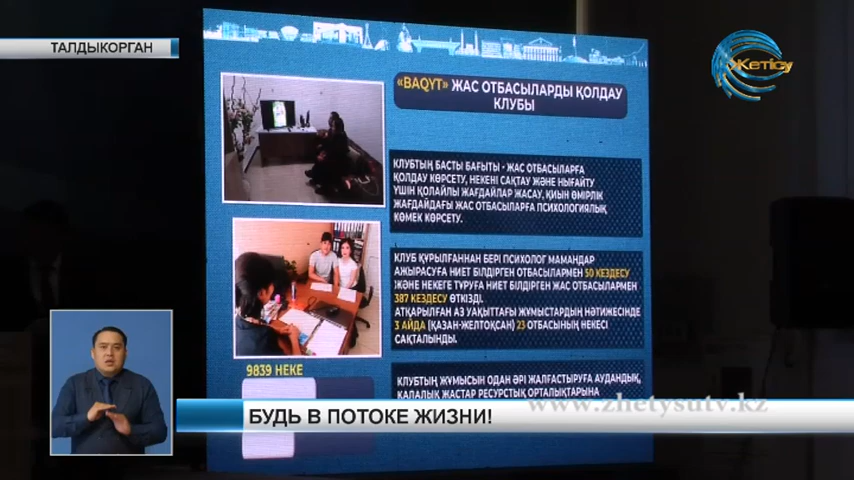 ТАЛДЫКОРГАН
Жетісу
«BAQYT» ЖАС ОТБАСЫЛАРДЫ ҚОЛДАУ
КЛУБЫ
КЛУБТЫҢ БАСТЫ БАҒЫТЫ - ЖАС ОТБАСЫЛАРҒА
ҚОЛДАУ КӨРСЕТУ, НЕКЕНІ САҚТАУ ЖӘНЕ НЫҒАЙТУ
ҮШІН ҚОЛАЙЛЫ ЖАҒДАЙЛАР ЖАСАУ, ҚИЫН ӨМІРЛІК
ЖАҒДАЙДАҒЫ ЖАС ОТБАСЫЛАРҒА ПСИХОЛОГИЯЛЫҚ
КӨМЕК КӨРСЕТУ.
КЛУБ ҚҰРЫЛҒАННАН БЕРІ ПСИХОЛОГ МАМАНДАР
АЖЫРАСУҒА НИЕТ БІЛДІРГЕН ОТБАСЫЛАРМЕН 50 КЕЗДЕСУ
ЖӘНЕ НЕКЕГЕ ТҰРУҒА НИЕТ БІЛДІРГЕН ЖАС ОТБАСЫЛАРМЕН
387 КЕЗДЕСУ ӨТКІЗДІ.
АТҚАРЫЛҒАН АЗ УАҚЫТТАҒЫ ЖҰМЫСТАРДЫҢ НӘТИЖЕСІНДЕ
3 АЙДА (ҚАЗАН-ЖЕЛТОҚСАН) 23 ОТБАСЫНЫҢ НЕКЕСІ
САҚТАЛЫНДЫ.
9839 НЕКЕ
КЛУБТЫҢ ЖҰМЫСЫН ОДАН ӘРІ ЖАЛҒАСТЫРУҒА АУДАНДЫҚ,
ҚАЛАЛЫҚ ЖАСТАР РЕСУРСТЫҚ ОРТАЛЫҚТАРЫНА
www.zhetysutv.kz
БУДЬ В ПОТОКЕ ЖИЗНИ!